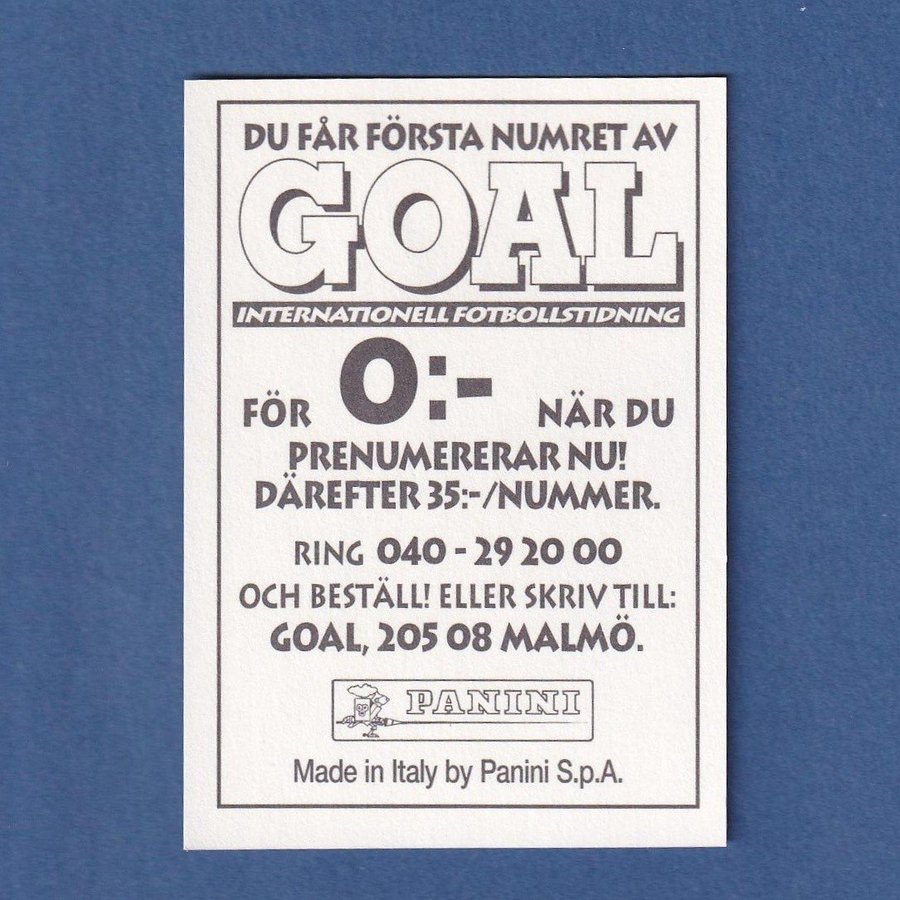 DU FÅR FÖRSTA NUMRET AV
GOAL
INTERNATIONELL FOTBOLLSTIDNING
FÖR 0:- NÄR DU
PRENUMERERAR NU!
DÄREFTER 35:-/NUMMER.
RING 040 - 29 20 00
OCH BESTÄLL! ELLER SKRIV TILL:
GOAL, 205 08 MALMÖ.
PANINI
Made in Italy by Panini S.p.A.